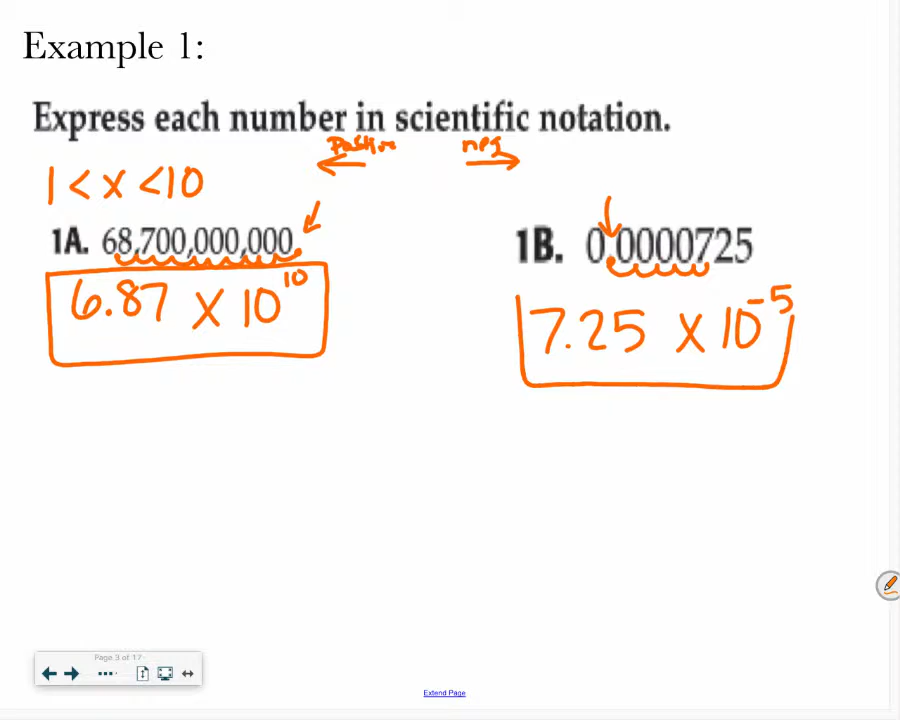 Example 1:
Express each number in scientific notation.
neg
1 < x < 10
1A. 68,700,000,000
1B. 0.0000725
6.87 x 10^10
7.25 x 10^-5
Page 3 of 17
Extend Page